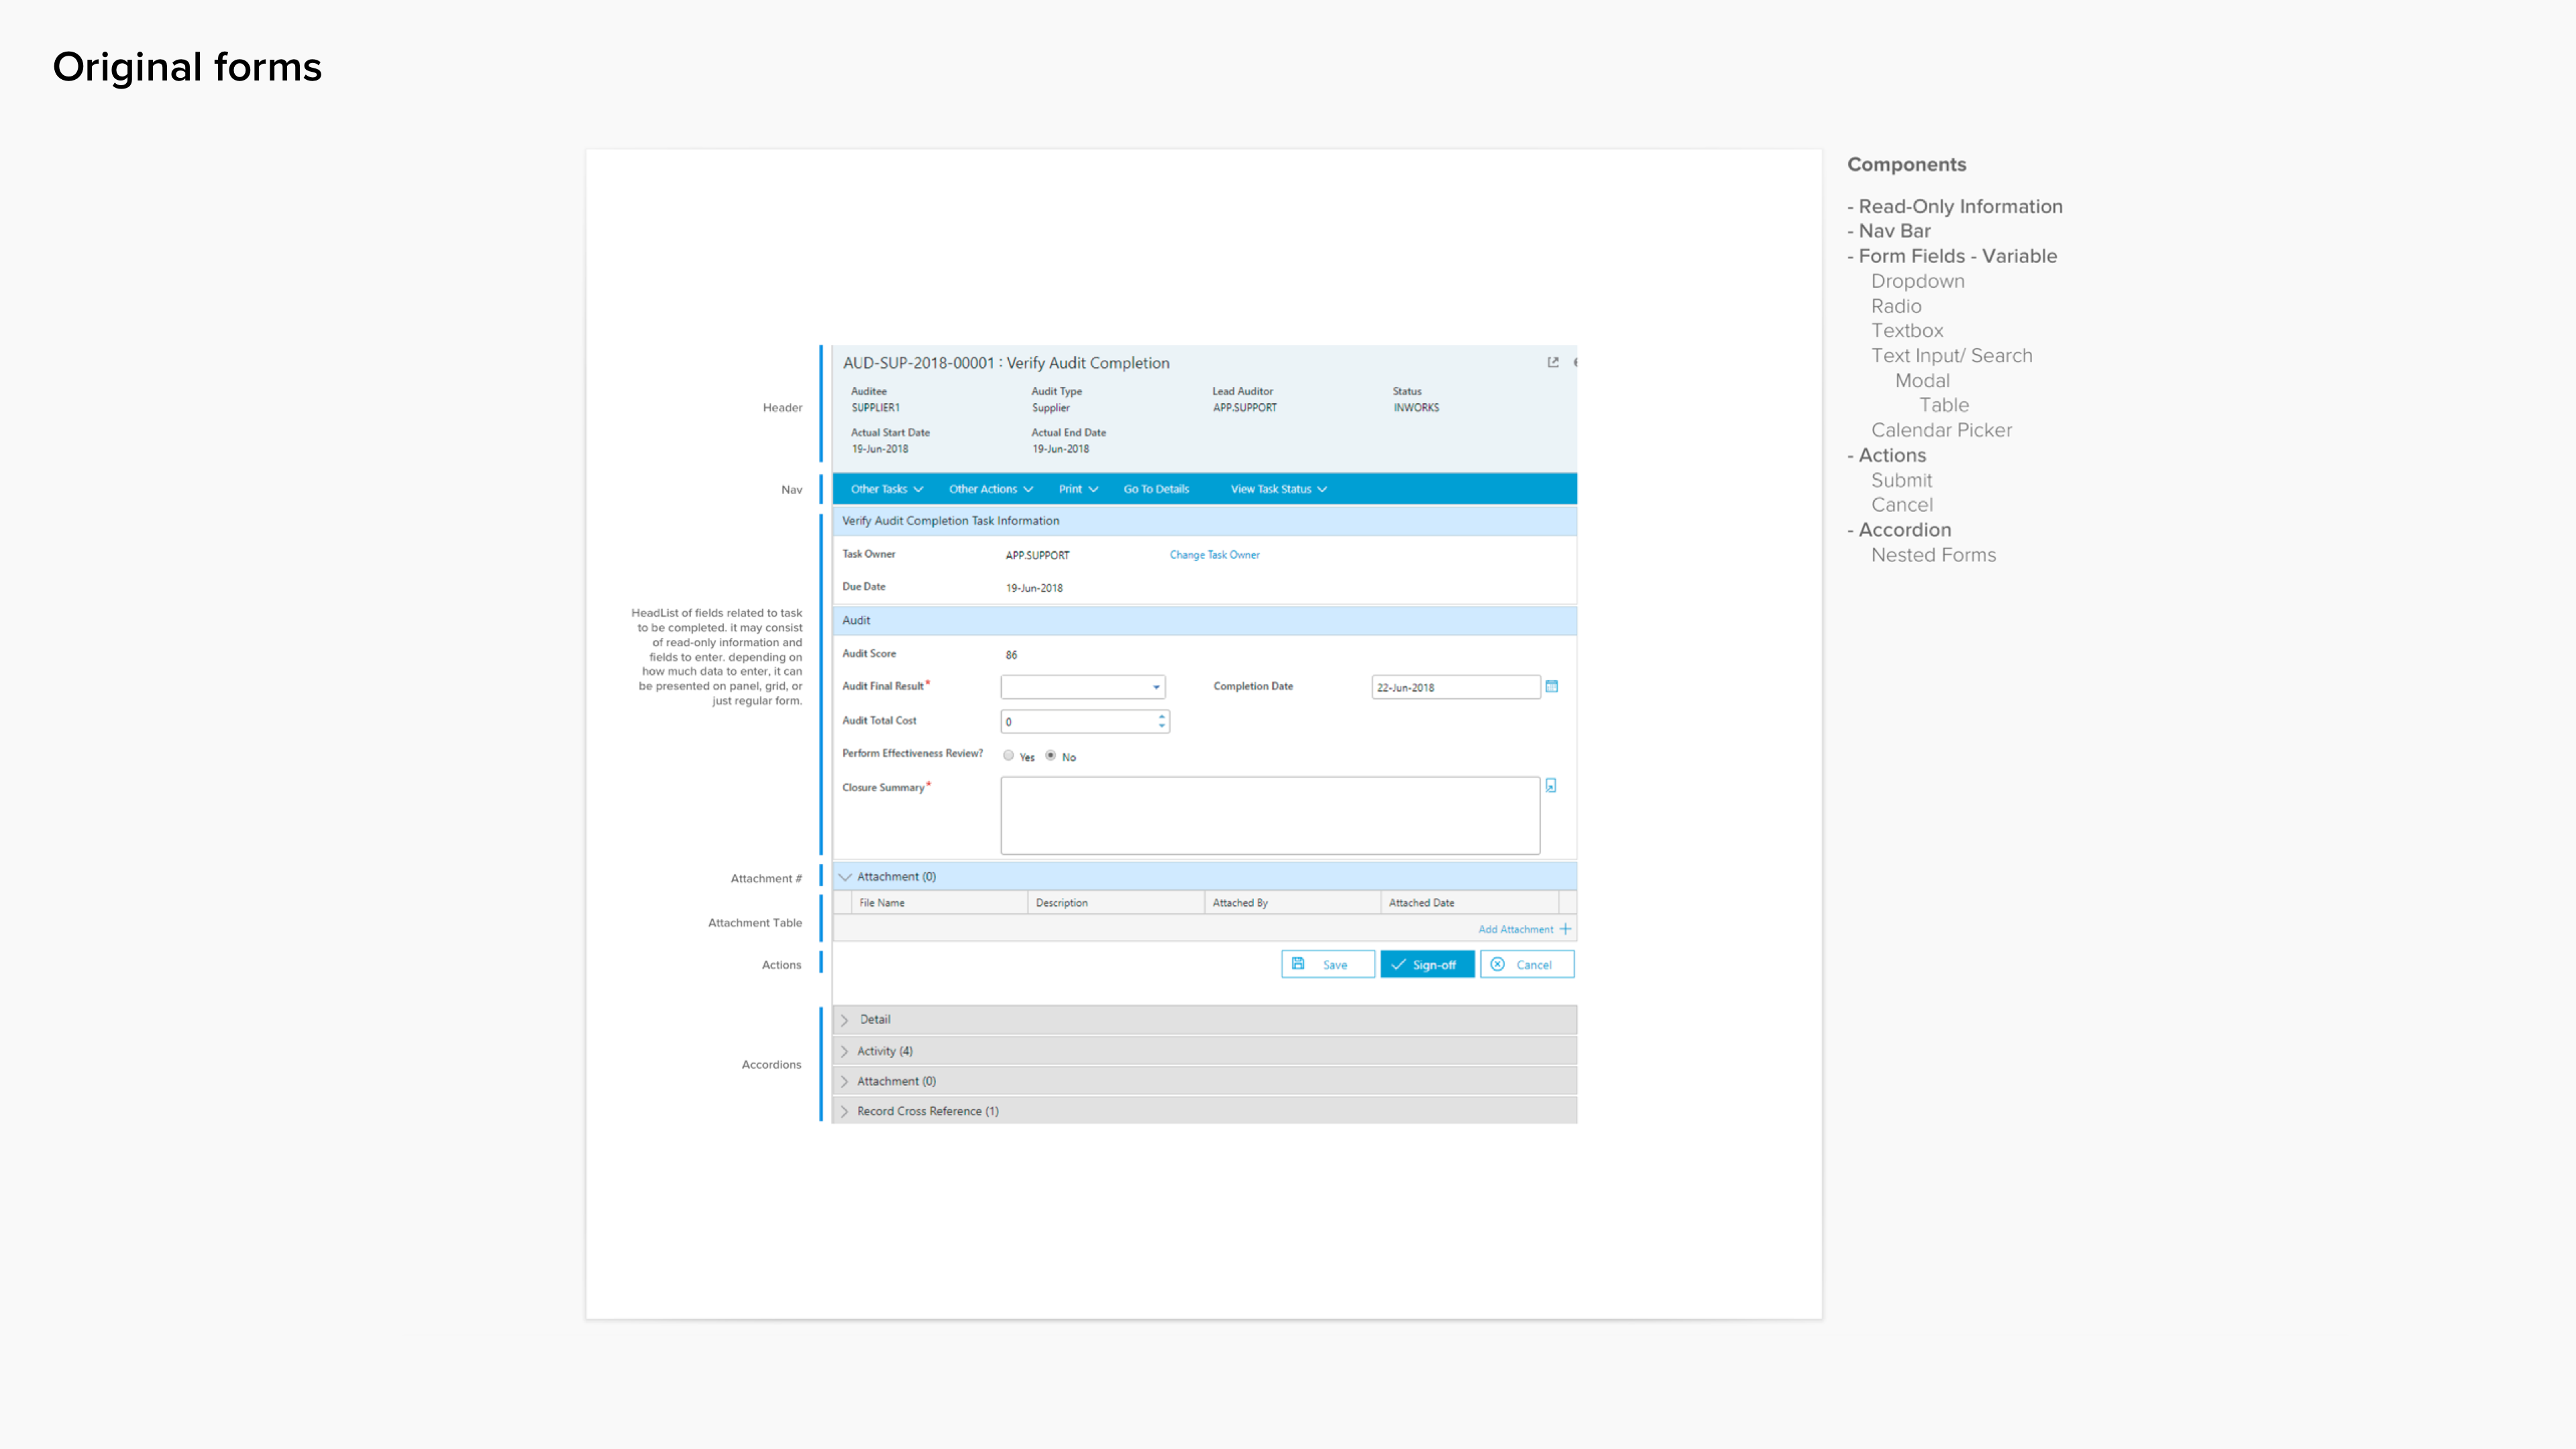 Original forms
Components
- Read-Only Information
- Nav Bar
- Form Fields - Variable
Dropdown
Radio
Textbox
Text Input/ Search
Modal
Table
Calendar Picker
- Actions
Submit
Cancel
- Accordion
Nested Forms
Header
AUD-SUP-2018-00001 : Verify Audit Completion
Auditee Audit Type Lead Auditor Status
SUPPLIER1 Supplier APP.SUPPORT INWORKS
Actual Start Date Actual End Date
19-Jun-2018 19-Jun-2018
Nav
Other Tasks Other Actions Print Go To Details View Task Status
HeadList of fields related to task
to be completed. it may consist
of read-only information and
fields to enter. depending on
how much data to enter, it can
be presented on panel, grid, or
just regular form.
Verify Audit Completion Task Information
Task Owner APP.SUPPORT Change Task Owner
Due Date 19-Jun-2018
Audit
Audit Score 86
Audit Final Result* Completion Date 22-Jun-2018
Audit Total Cost 0
Perform Effectiveness Review? Yes No
Closure Summary*
Attachment #
Attachment (0)
Attachment Table
File Name Description Attached By Attached Date
Add Attachment +
Actions
Save Sign-off Cancel
Accordions
Detail
Activity (4)
Attachment (0)
Record Cross Reference (1)